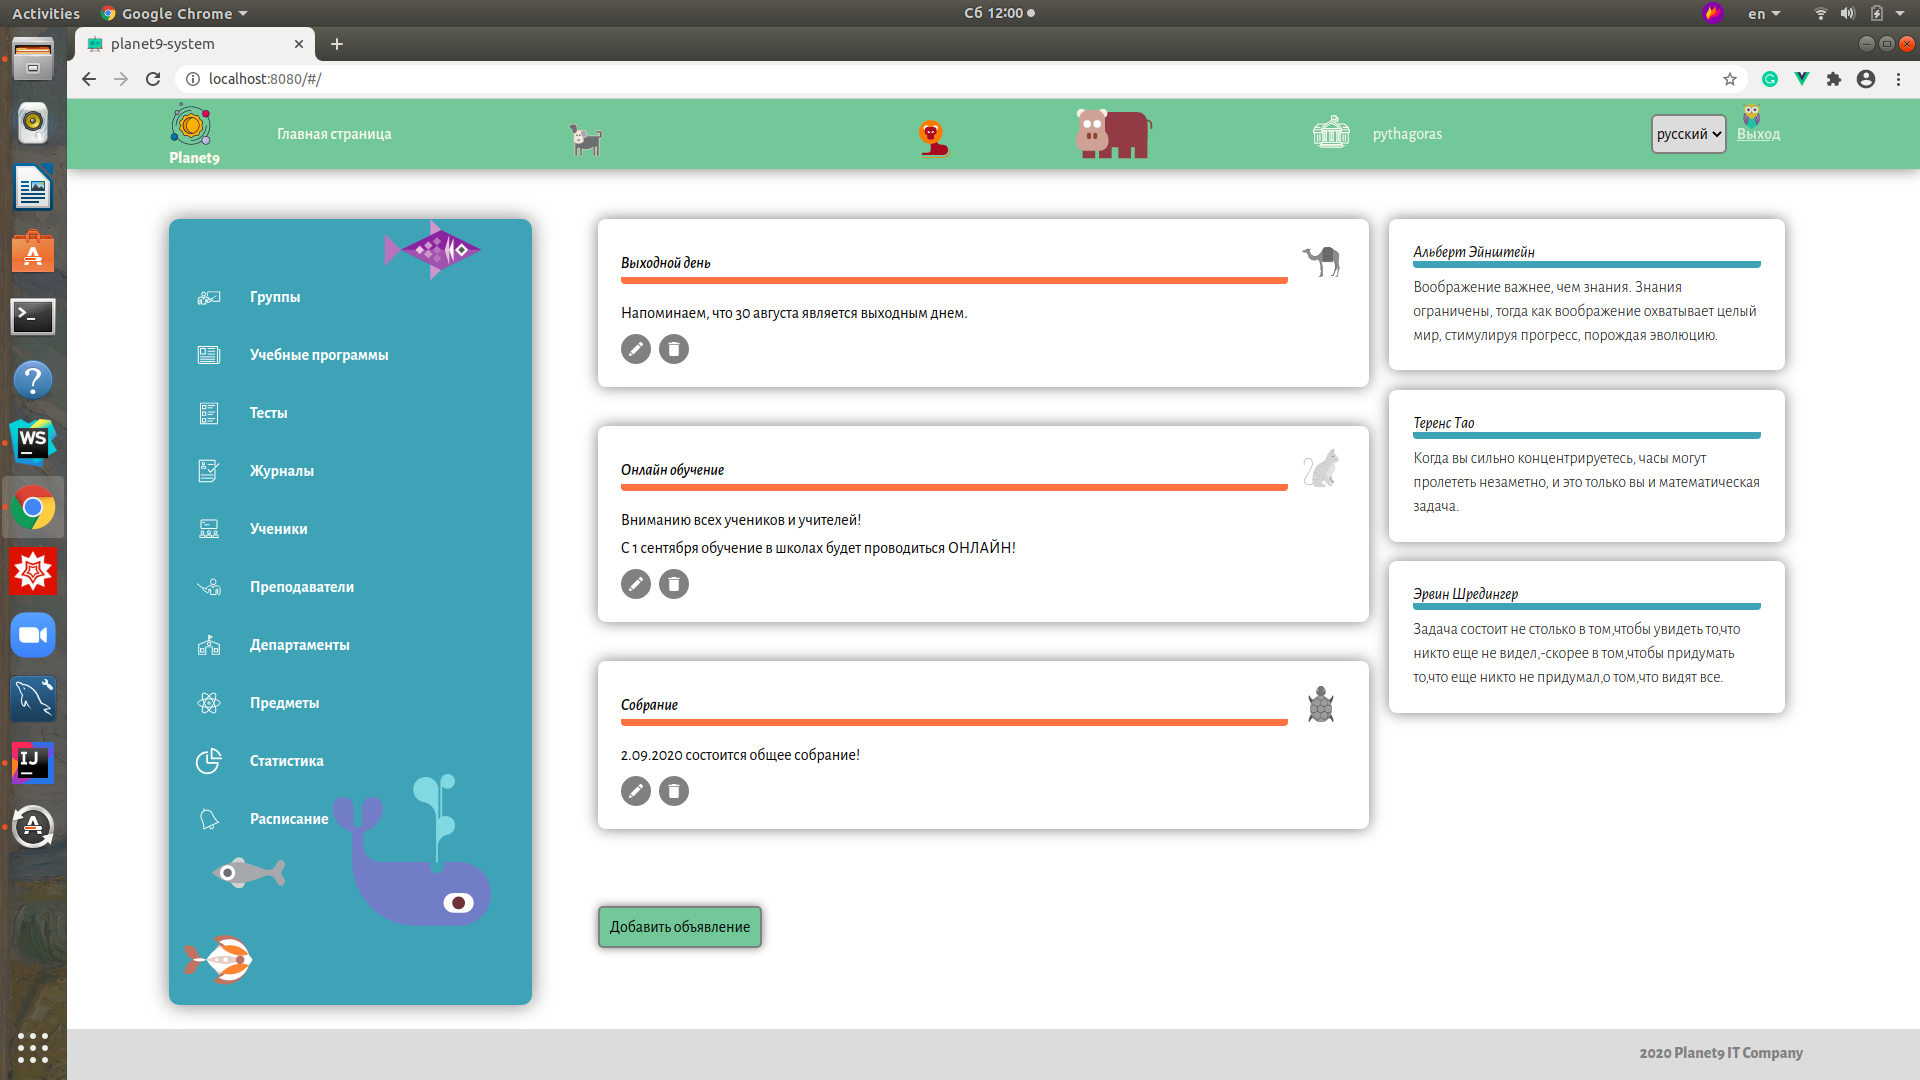 Activities
Google Chrome
Сб 12:00
en
planet9-system
localhost:8080/#/
Planet9
Главная страница
pythagoras
русский
Выход
Группы
Учебные программы
Тесты
Журналы
Ученики
Преподаватели
Департаменты
Предметы
Статистика
Расписание
Выходной день
Напоминаем, что 30 августа является выходным днем.
Онлайн обучение
Вниманию всех учеников и учителей!
С 1 сентября обучение в школах будет проводиться ОНЛАЙН!
Собрание
2.09.2020 состоится общее собрание!
Добавить объявление
Альберт Эйнштейн
Воображение важнее, чем знания. Знания
ограничены, тогда как воображение охватывает целый
мир, стимулируя прогресс, порождая эволюцию.
Теренс Тао
Когда вы сильно концентрируетесь, часы могут
пролететь незаметно, и это только вы и математическая
задача.
Эрвин Шредингер
Задача состоит не столько в том,чтобы увидеть то,что
никто еще не видел,-скорее в том,чтобы придумать
то,что еще никто не придумал,о том,что видят все.
WS
IJ
2020 Planet9 IT Company